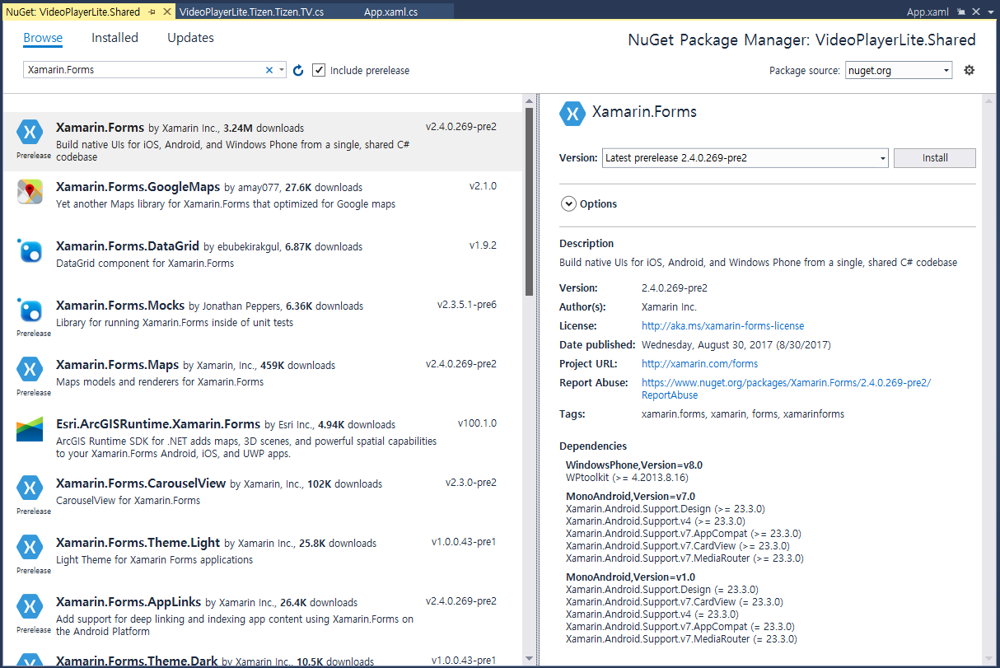 NuGet: VideoPlayerLite.Shared
VideoPlayerLite.Tizen.Tizen.TV.cs
App.xaml.cs
App.xaml
Browse
Installed
Updates
NuGet Package Manager: VideoPlayerLite.Shared
Xamarin.Forms
Include prerelease
Package source:
nuget.org
Xamarin.Forms by Xamarin Inc., 3.24M downloads
v2.4.0.269-pre2
Build native UIs for iOS, Android, and Windows Phone from a single, shared C#
codebase
Prerelease
Xamarin.Forms.GoogleMaps by amay077, 27.6K downloads
v2.1.0
Yet another Maps library for Xamarin.Forms that optimized for Google maps
Xamarin.Forms.DataGrid by ebubekirakgul, 6.87K downloads
v1.9.2
DataGrid component for Xamarin.Forms
Xamarin.Forms.Mocks by Jonathan Peppers, 6.36K downloads
v2.3.5.1-pre6
Library for running Xamarin.Forms inside of unit tests
Prerelease
Xamarin.Forms.Maps by Xamarin, Inc., 459K downloads
v2.4.0.269-pre2
Maps models and renderers for Xamarin.Forms
Prerelease
Esri.ArcGISRuntime.Xamarin.Forms by Esri Inc., 4.94K downloads
v100.1.0
ArcGIS Runtime SDK for .NET adds maps, 3D scenes, and powerful spatial capabilities
to your Xamarin.Forms Android, iOS, and UWP apps.
Xamarin.Forms.CarouselView by Xamarin, Inc., 102K downloads
v2.3.0-pre2
CarouselView for Xamarin.Forms
Prerelease
Xamarin.Forms.Theme.Light by Xamarin Inc., 25.8K downloads
v1.0.0.43-pre1
Light Theme for Xamarin Forms applications
Prerelease
Xamarin.Forms.AppLinks by Xamarin Inc., 26.4K downloads
v2.4.0.269-pre2
Add support for deep linking and indexing app content using Xamarin.Forms on
the Android Platform
Prerelease
Xamarin.Forms.Theme.Dark by Xamarin Inc., 10.5K downloads
v1.0.0.43-pre1
Xamarin.Forms
Version:
Latest prerelease 2.4.0.269-pre2
Install
Options
Description
Build native UIs for iOS, Android, and Windows Phone from a single, shared C# codebase
Version: 2.4.0.269-pre2
Author(s): Xamarin Inc.
License: http://aka.ms/xamarin-forms-license
Date published: Wednesday, August 30, 2017 (8/30/2017)
Project URL: http://xamarin.com/forms
Report Abuse: https://www.nuget.org/packages/Xamarin.Forms/2.4.0.269-pre2/
ReportAbuse
Tags: xamarin.forms, xamarin, forms, xamarinforms
Dependencies
WindowsPhone,Version=v8.0
WPtoolkit (>= 4.2013.8.16)
MonoAndroid,Version=v7.0
Xamarin.Android.Support.Design (>= 23.3.0)
Xamarin.Android.Support.v4 (>= 23.3.0)
Xamarin.Android.Support.v7.AppCompat (>= 23.3.0)
Xamarin.Android.Support.v7.CardView (>= 23.3.0)
Xamarin.Android.Support.v7.MediaRouter (>= 23.3.0)
MonoAndroid,Version=v1.0
Xamarin.Android.Support.Design (= 23.3.0)
Xamarin.Android.Support.v7.CardView (= 23.3.0)
Xamarin.Android.Support.v4 (= 23.3.0)
Xamarin.Android.Support.v7.AppCompat (= 23.3.0)
Xamarin.Android.Support.v7.MediaRouter (= 23.3.0)